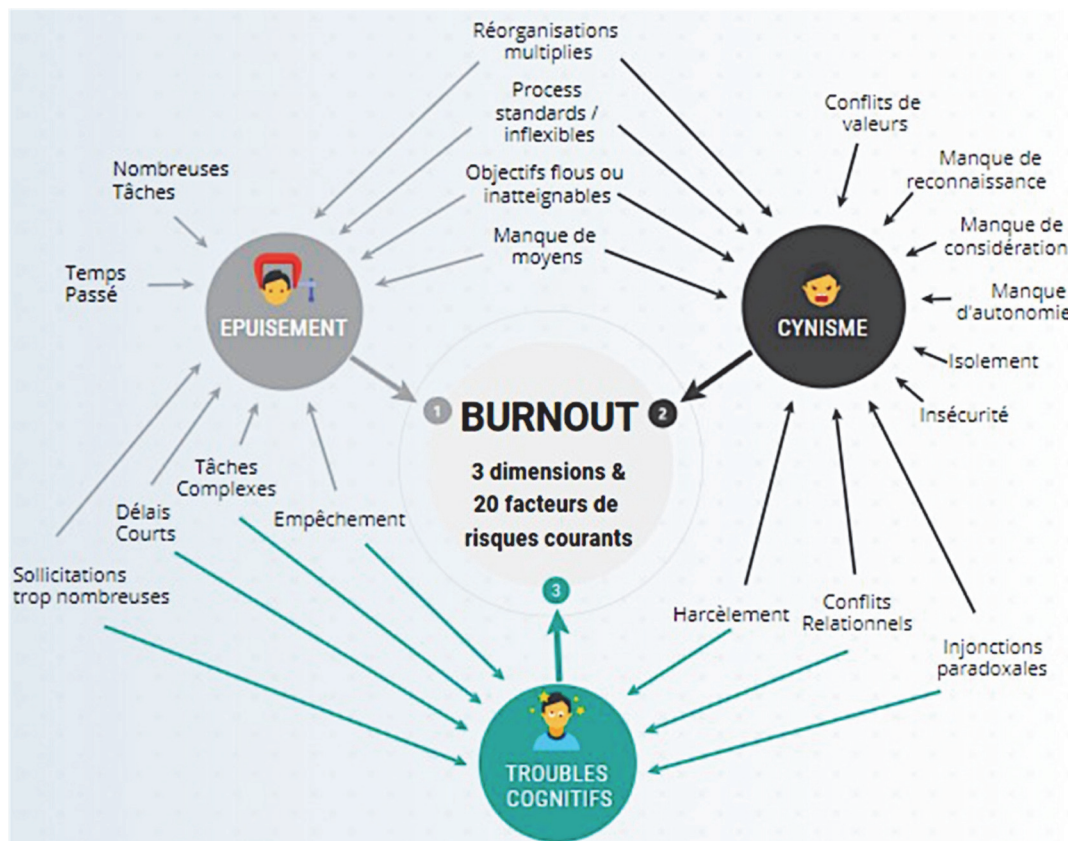 Réorganisations
multiplies
Process
standards /
inflexibles
Objectifs flous ou
inatteignables
Manque de
moyens
Nombreuses
Tâches
Temps
Passé
Conflits de
valeurs
Manque de
reconnaissance
Manque de
considération
Manque
d'autonomie
Isolement
Insécurité
EPUISEMENT
CYNISME
1
BURNOUT
2
3 dimensions &
20 facteurs de
risques courants
3
Tâches
Complexes
Empêchement
Délais
Courts
Sollicitations
trop nombreuses
Harcèlement
Conflits
Relationnels
Injonctions
paradoxales
TROUBLES
COGNITIFS